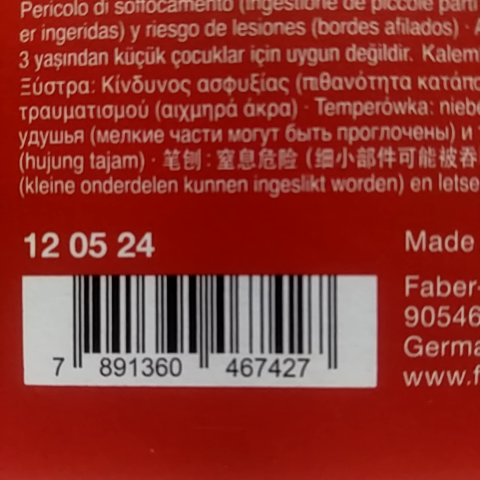 Pericolo di soffocamento (ingestione di piccole parti
er ingeridas) y riesgo de lesiones (bordes afilados) ·
3 yaşından küçük çocuklar için uygun değildir. Kalem
Ξύστρα: Κίνδυνος ασφυξίας (πιθανότητα κατάπο
τραυματισμού (αιχμηρά άκρα) · Temperówka: niebe
удушья (мелкие части могут быть проглочены) и
(hujung tajam) · 笔刨：窒息危险（细小部件可能被吞
(kleine onderdelen kunnen ingeslikt worden) en letse
12 05 24
Made
Faber-
90546
Germa
www.f
7 891360 467427